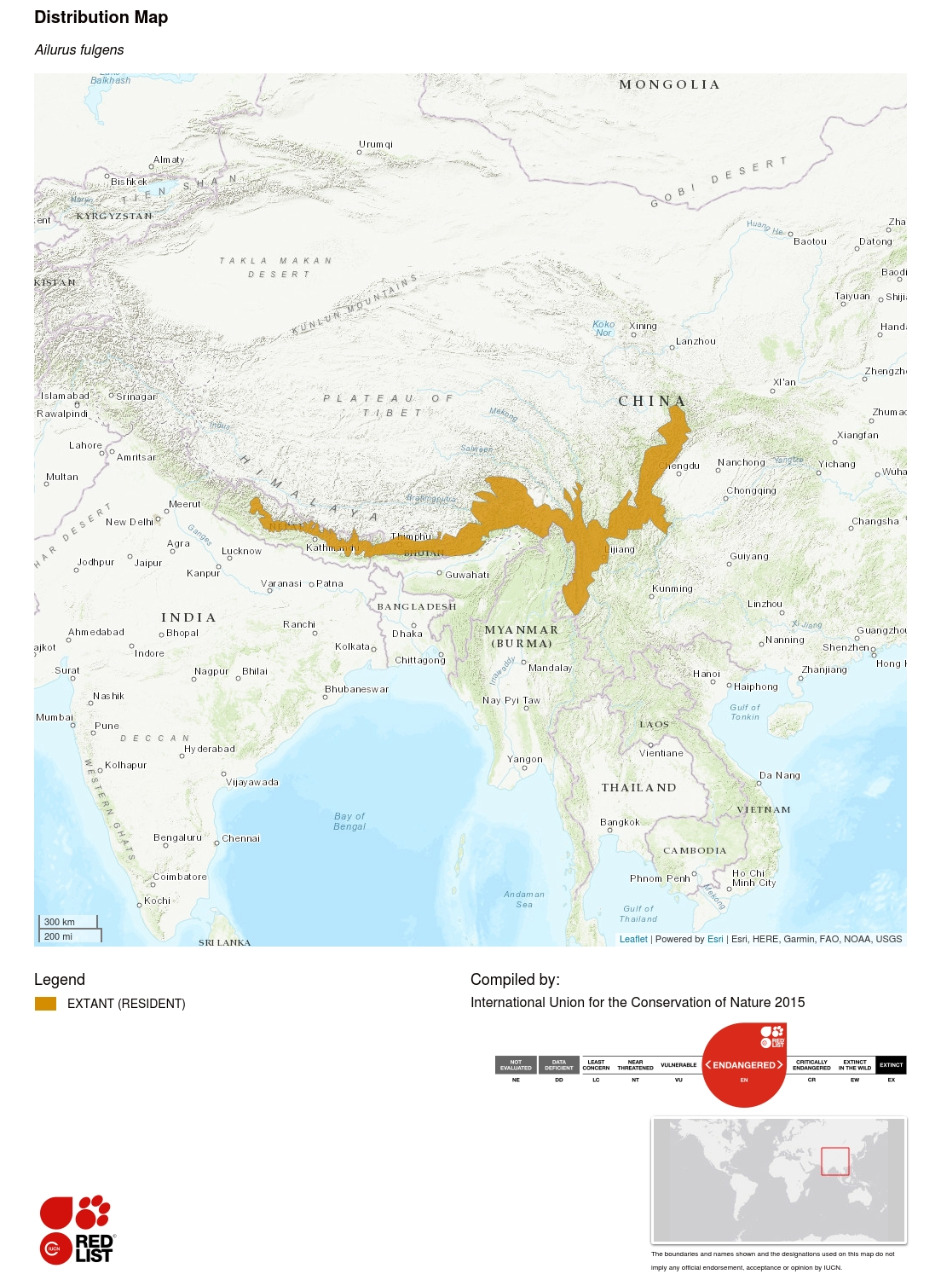 Distribution Map
Ailurus fulgens
Balkhash
MONGOLIA
Urumqi
Almaty
Bishkek
TIEN SHAN
GOBI DESERT
Naryn
ent
KYRGYZSTAN
Huang He
Zha
Baotou
Datong
TAKLA MAKAN
DESERT
KISTAN
Baodi
KUNLUN MOUNTAINS
Taiyuan
Shiji
Koko
Nor
Xining
Handa
Lanzhou
Zhengzho
Xi'an
Islamabad
Srinagar
PLATEAU OF
TIBET
CHINA
Rawalpindi
Mekong
Zhumad
Indus
Xiangfan
Lahore
Amritsar
Salween
Multan
HIMALAYA
hengdu
Nanchong
Yangtze
Yichang
Wuha
Brahmaputra
Chongqing
Meerut
New Delhi
HAR DESERT
Ganges
NEPAL
Thimphu
Changsha
Agra
Lucknow
Kathmandu
BHUTAN
Lijiang
Jodhpur
Jaipur
Kanpur
Guwahati
Guiyang
Varanasi
Patna
Kunming
INDIA
BANGLADESH
Linzhou
Ranchi
Xi Jiang
Ahmedabad
Bhopal
Dhaka
MYANMAR
(BURMA)
Nanning
Guangzhou
ajkot
Indore
Kolkata
Chittagong
Shenzhen
Hong K
Surat
Nagpur
Bhilai
Mandalay
Hanoi
Zhanjiang
Irrawaddy
Haiphong
Nashik
Bhubaneswar
Nay Pyi Taw
Gulf of
Tonkin
Mumbai
Pune
LAOS
DECCAN
Hyderabad
Vientiane
Kolhapur
Yangon
Da Nang
WESTERN GHATS
Vijayawada
THAILAND
VIETNAM
Bay of
Bengal
Bangkok
Bengaluru
Chennai
CAMBODIA
Coimbatore
Phnom Penh
Ho Chi
Minh City
Mekong
Kochi
Andaman
Sea
Gulf of
Thailand
300 km
200 mi
SRI LANKA
Leaflet | Powered by Esri | Esri, HERE, Garmin, FAO, NOAA, USGS
Legend
EXTANT (RESIDENT)
Compiled by:
International Union for the Conservation of Nature 2015
RED
LIST
NOT
EVALUATED
DATA
DEFICIENT
LEAST
CONCERN
NEAR
THREATENED
VULNERABLE
<ENDANGERED>
CRITICALLY
ENDANGERED
EXTINCT
IN THE WILD
EXTINCT
NE DD LC NT VU EN CR EW EX
IUCN
RED
LIST
The boundaries and names shown and the designations used on this map do not
imply any official endorsement, acceptance or opinion by IUCN.